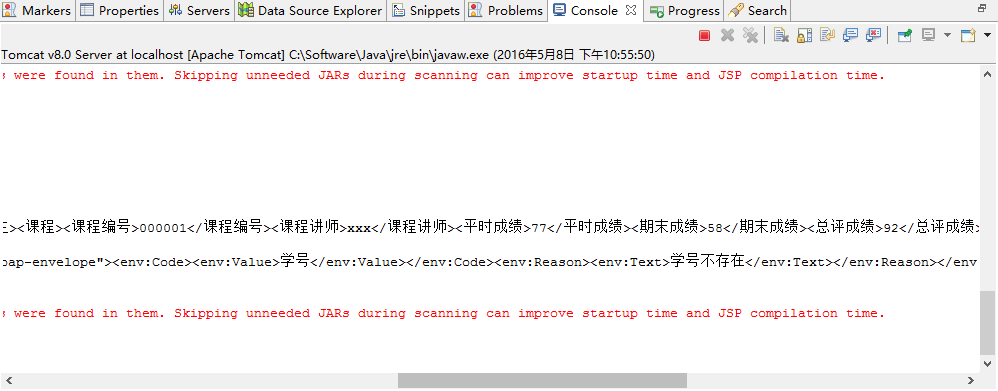 Markers Properties Servers Data Source Explorer Snippets Problems Console Progress Search
Tomcat v8.0 Server at localhost [Apache Tomcat] C:\Software\Java\jre\bin\javaw.exe (2016年5月8日 下午10:55:50)
were found in them. Skipping unneeded JARs during scanning can improve startup time and JSP compilation time.
><课程><课程编号>000001</课程编号><课程讲师>xxx</课程讲师><平时成绩>77</平时成绩><期末成绩>58</期末成绩><总评成绩>92</总评成绩>
oap-envelope"><env:Code><env:Value>学号</env:Value></env:Code><env:Reason><env:Text>学号不存在</env:Text></env:Reason></env
were found in them. Skipping unneeded JARs during scanning can improve startup time and JSP compilation time.